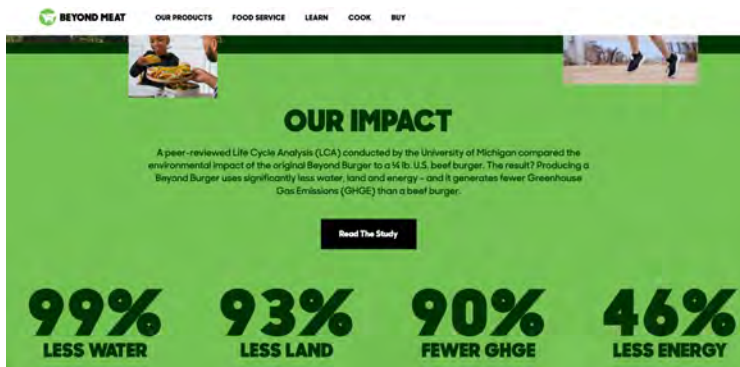 BEYOND MEAT OUR PRODUCTS FOOD SERVICE LEARN COOK BUY
OUR IMPACT
A peer-reviewed Life Cycle Analysis (LCA) conducted by the University of Michigan compared the
environmental impact of the original Beyond Burger to a ¼ lb. U.S. beef burger. The result? Producing a
Beyond Burger uses significantly less water, land and energy – and it generates fewer Greenhouse
Gas Emissions (GHGE) than a beef burger.
Read The Study
99% 93% 90% 46%
LESS WATER LESS LAND FEWER GHGE LESS ENERGY